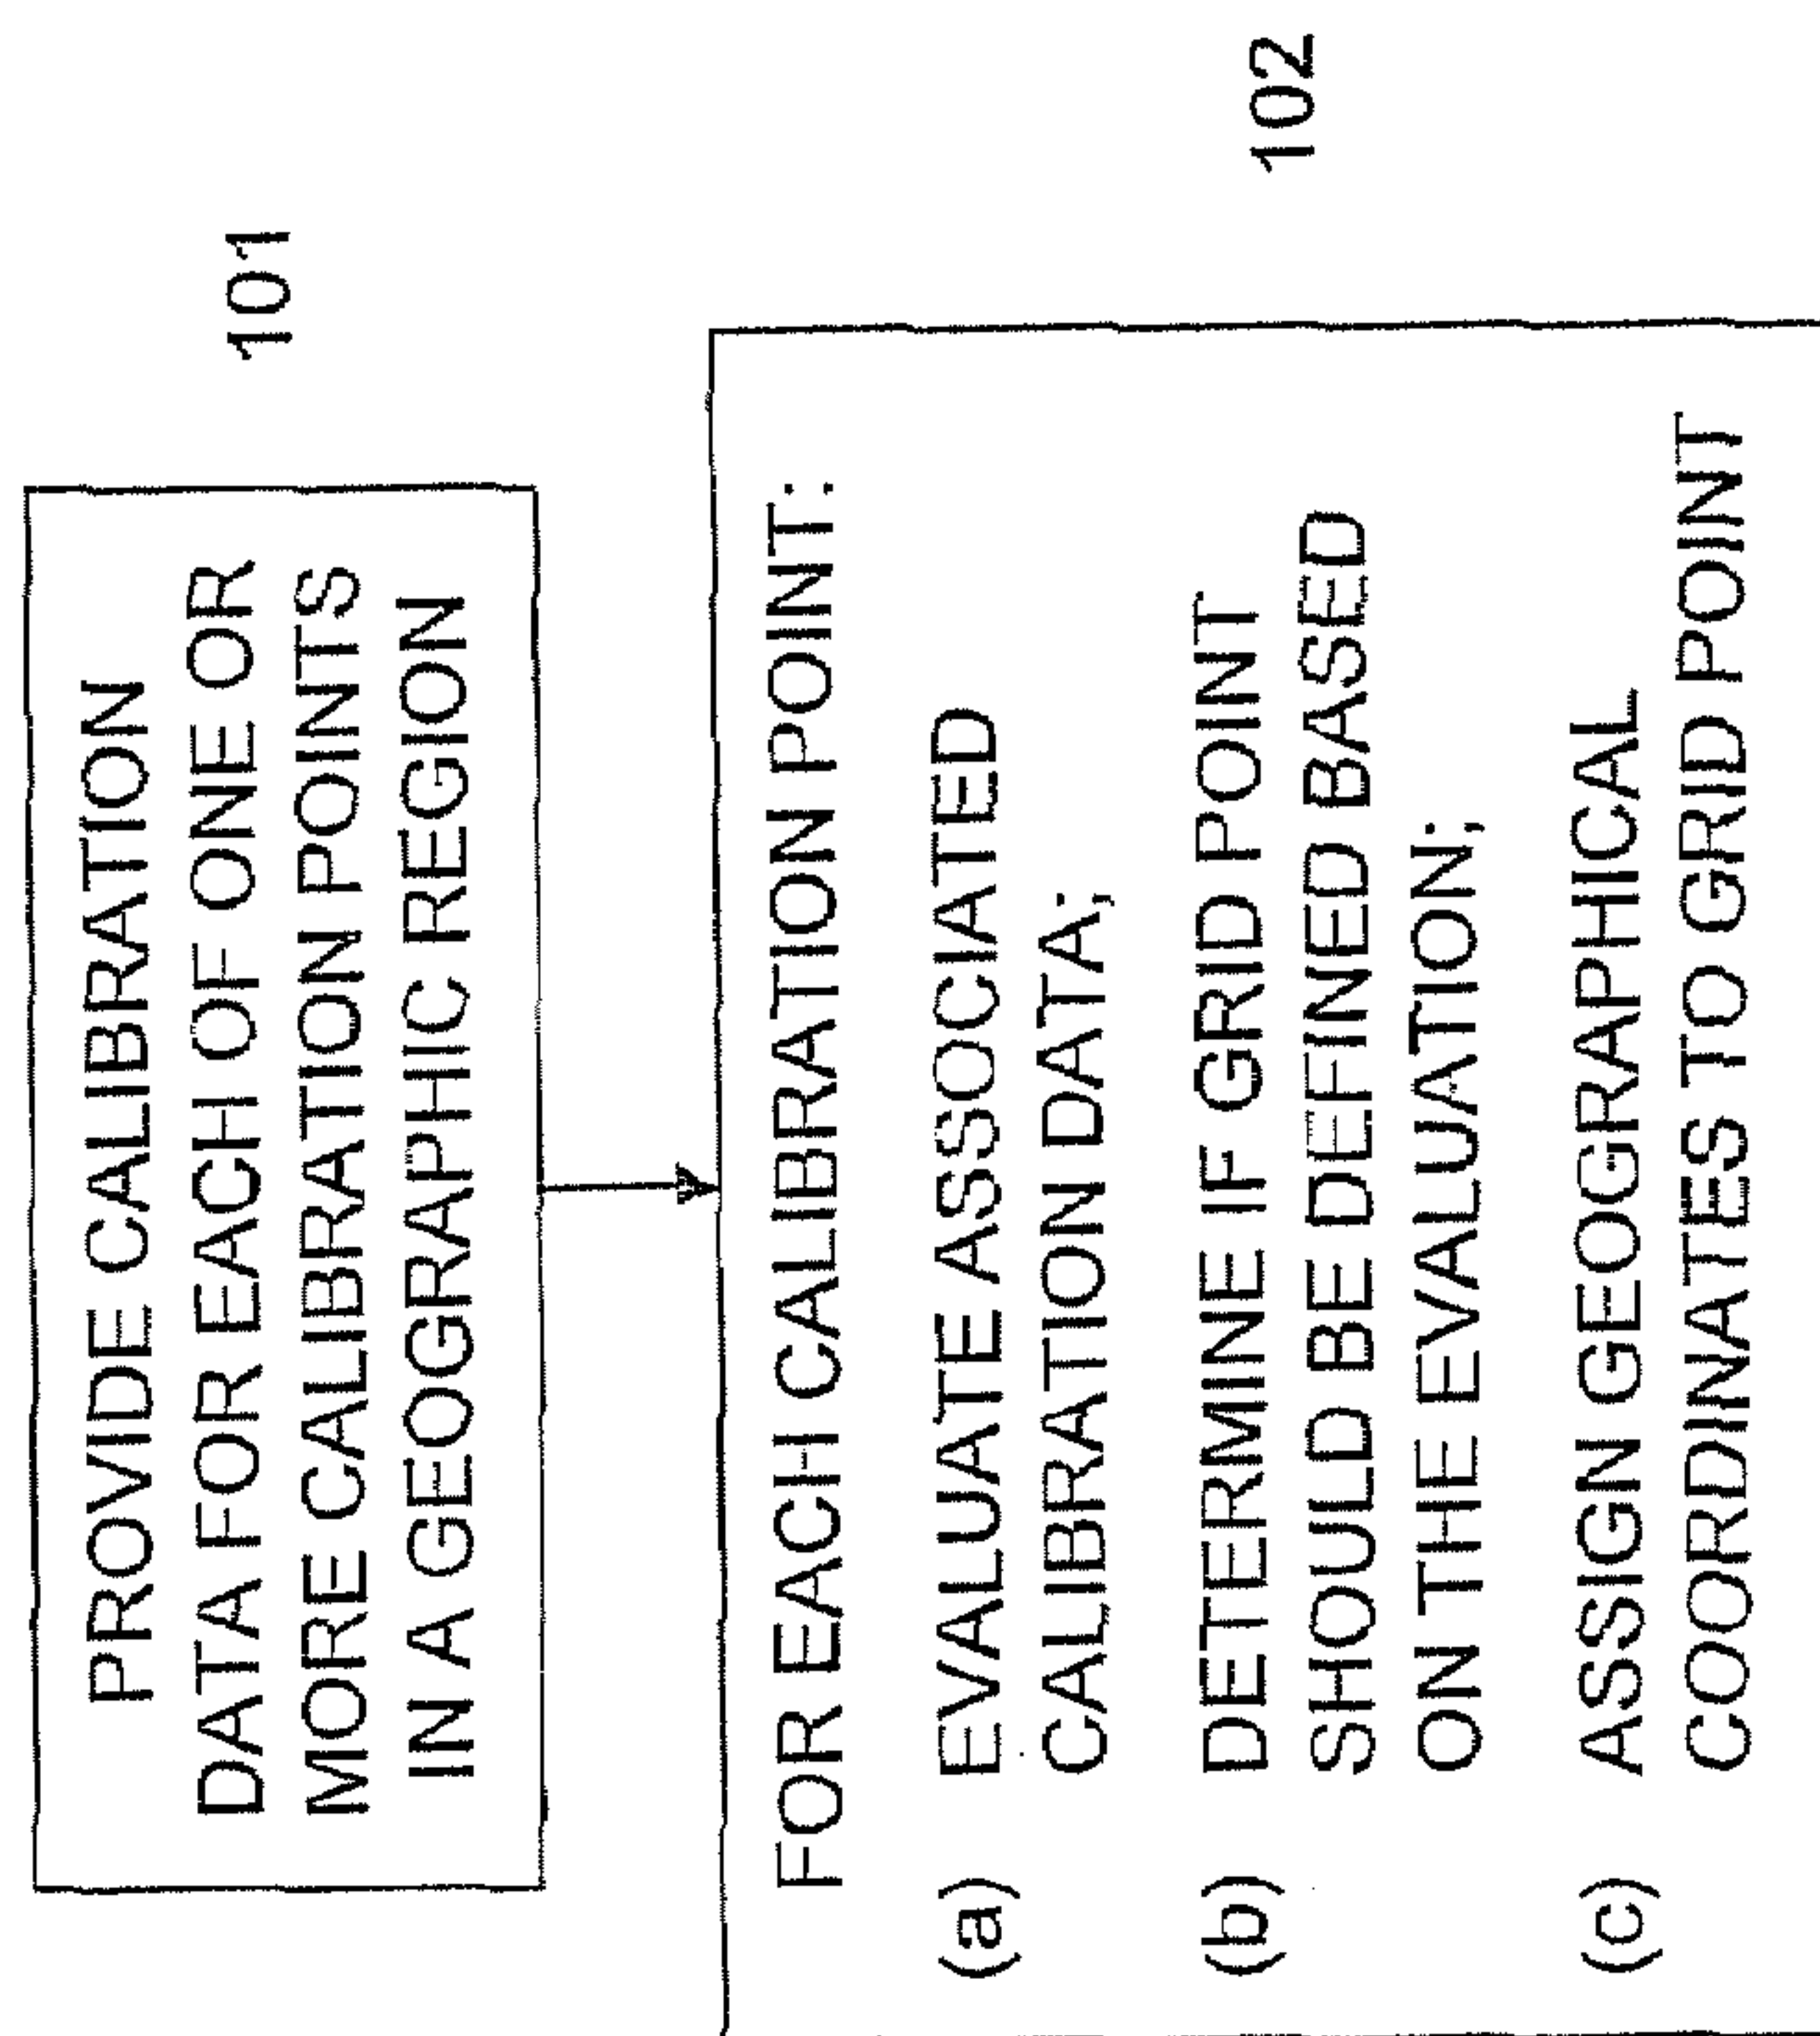 PROVIDE CALIBRATION
DATA FOR EACH OF ONE OR
MORE CALIBRATION POINTS
IN A GEOGRAPHIC REGION
101
FOR EACH CALIBRATION POINT:
(a) EVALUATE ASSOCIATED
CALIBRATION DATA;
(b) DETERMINE IF GRID POINT
SHOULD BE DEFINED BASED
ON THE EVALUATION;
(c) ASSIGN GEOGRAPHICAL
COORDINATES TO GRID POINT
102